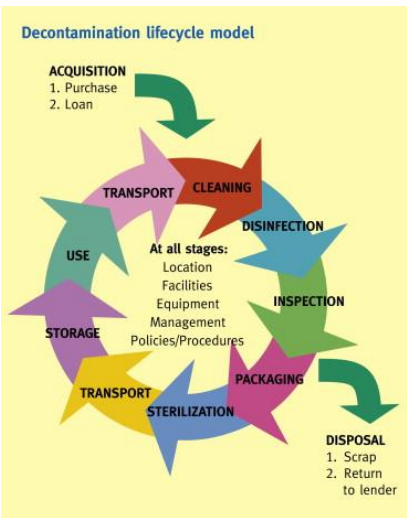 Decontamination lifecycle model
ACQUISITION
1. Purchase
2. Loan
TRANSPORT
CLEANING
DISINFECTION
USE
At all stages:
Location
Facilities
Equipment
Management
Policies/Procedures
INSPECTION
STORAGE
PACKAGING
TRANSPORT
STERILIZATION
DISPOSAL
1. Scrap
2. Return
to lender